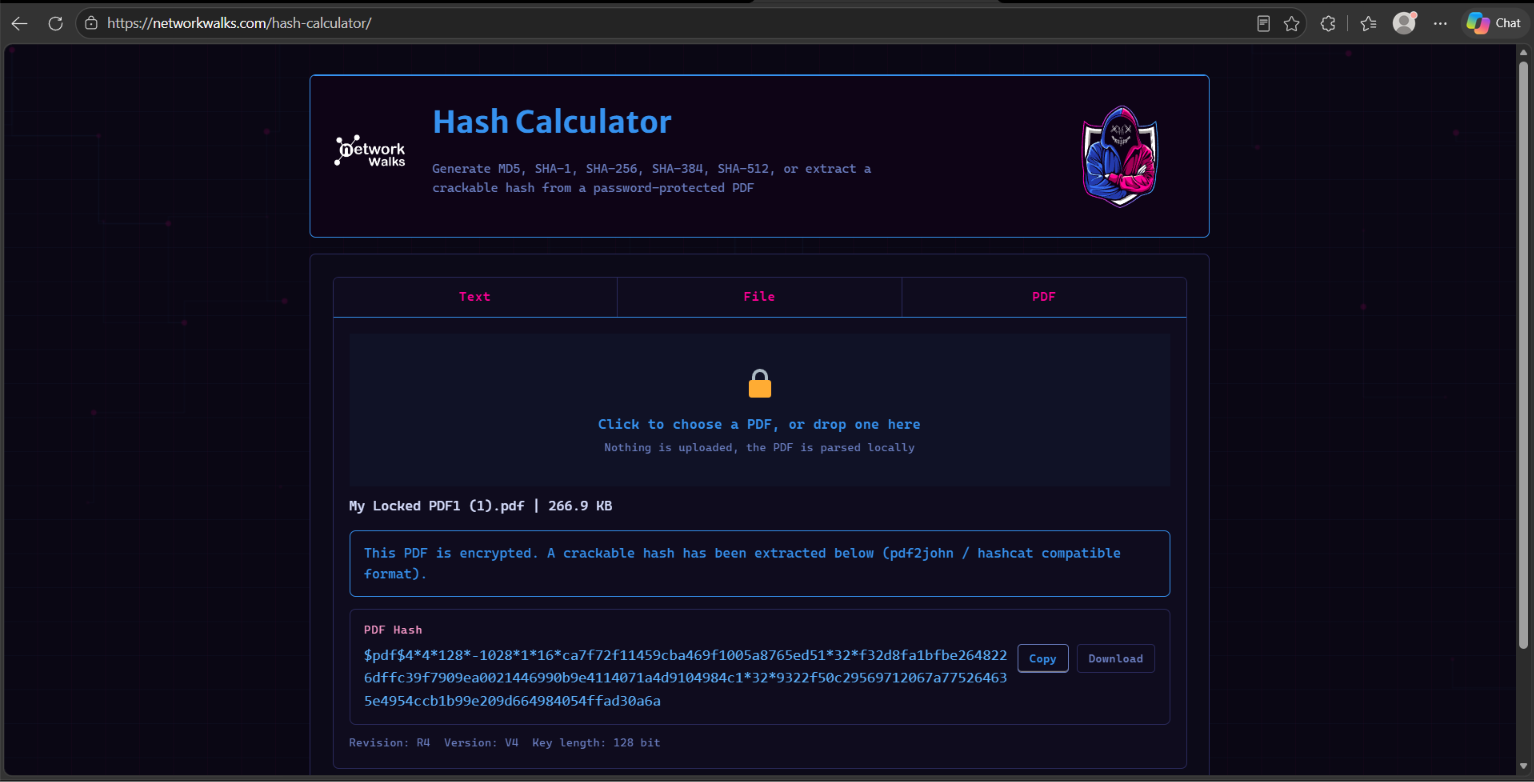 https://networkwalks.com/hash-calculator/
Chat
network
Walks
Hash Calculator
Generate MD5, SHA-1, SHA-256, SHA-384, SHA-512, or extract a
crackable hash from a password-protected PDF
Text
File
PDF
Click to choose a PDF, or drop one here
Nothing is uploaded, the PDF is parsed locally
My Locked PDF1 (1).pdf | 266.9 KB
This PDF is encrypted. A crackable hash has been extracted below (pdf2john / hashcat compatible
format).
PDF Hash
$pdf$4*4*128*-1028*1*16*ca7f72f11459cba469f1005a8765ed51*32*f32d8fa1bfbe264822
6dffc39f7909ea0021446990b9e4114071a4d9104984c1*32*9322f50c29569712067a77526463
5e4954ccb1b99e209d664984054ffad30a6a
Copy
Download
Revision: R4 Version: V4 Key length: 128 bit